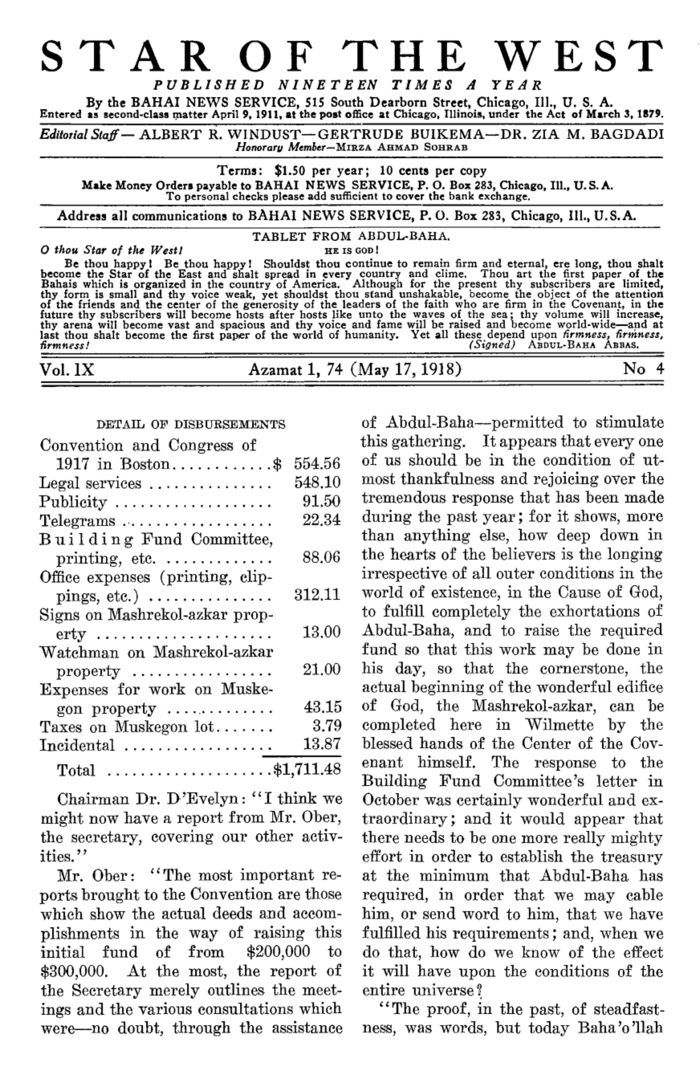 STAR OF THE WEST
PUBLISHED NINETEEN TIMES A YEAR
By the BAHAI NEWS SERVICE, 515 South Dearborn Street, Chicago, Ill., U. S. A.
Entered as second-class matter April 9, 1911, at the post office at Chicago, Illinois, under the Act of March 3, 1879.
Editorial Staff—ALBERT R. WINDUST—GERTRUDE BUIKEMA—DR. ZIA M. BAGDADI
Honorary Member—MIRZA AHMAD SOHRAB
Terms: $1.50 per year; 10 cents per copy
Make Money Orders payable to BAHAI NEWS SERVICE, P. O. Box 283, Chicago, Ill., U.S.A.
To personal checks please add sufficient to cover the bank exchange.
Address all communications to BAHAI NEWS SERVICE, P. O. Box 283, Chicago, Ill., U.S.A.
TABLET FROM ABDUL-BAHA.
O thou Star of the West! HE IS GOD!
Be thou happy! Be thou happy! Shouldst thou continue to remain firm and eternal, ere long, thou shalt
become the Star of the East and shalt spread in every country and clime. Thou art the first paper of the
Bahais which is organized in the country of America. Although for the present thy subscribers are limited,
thy form is small and thy voice weak, yet shouldst thou stand unshakable, become the object of the attention
of the friends and the center of the generosity of the leaders of the faith who are firm in the Covenant, in the
future thy subscribers will become hosts after hosts like unto the waves of the sea; thy volume will increase,
thy arena will become vast and spacious and thy voice and fame will be raised and become world-wide—and at
last thou shalt become the first paper of the world of humanity. Yet all these depend upon firmness, firmness,
firmness! (Signed) ABDUL-BAHA ABBAS.
Vol. IX Azamat 1, 74 (May 17, 1918) No 4
DETAIL OF DISBURSEMENTS
Convention and Congress of
1917 in Boston............$ 554.56
Legal services ............... 548.10
Publicity ................... 91.50
Telegrams .................. 22.34
Building Fund Committee,
printing, etc. ............. 88.06
Office expenses (printing, clip-
pings, etc.) ............... 312.11
Signs on Mashrekol-azkar prop-
erty ..................... 13.00
Watchman on Mashrekol-azkar
property ................. 21.00
Expenses for work on Muske-
gon property ............. 43.15
Taxes on Muskegon lot....... 3.79
Incidental .................. 13.87
Total ....................$1,711.48
Chairman Dr. D'Evelyn: "I think we
might now have a report from Mr. Ober,
the secretary, covering our other activ-
ities."
Mr. Ober: "The most important re-
ports brought to the Convention are those
which show the actual deeds and accom-
plishments in the way of raising this
initial fund of from $200,000 to
$300,000. At the most, the report of
the Secretary merely outlines the meet-
ings and the various consultations which
were—no doubt, through the assistance
of Abdul-Baha—permitted to stimulate
this gathering. It appears that every one
of us should be in the condition of ut-
most thankfulness and rejoicing over the
tremendous response that has been made
during the past year; for it shows, more
than anything else, how deep down in
the hearts of the believers is the longing
irrespective of all outer conditions in the
world of existence, in the Cause of God,
to fulfill completely the exhortations of
Abdul-Baha, and to raise the required
fund so that this work may be done in
his day, so that the cornerstone, the
actual beginning of the wonderful edifice
of God, the Mashrekol-azkar, can be
completed here in Wilmette by the
blessed hands of the Center of the Cov-
enant himself. The response to the
Building Fund Committee's letter in
October was certainly wonderful and ex-
traordinary; and it would appear that
there needs to be one more really mighty
effort in order to establish the treasury
at the minimum that Abdul-Baha has
required, in order that we may cable
him, or send word to him, that we have
fulfilled his requirements; and, when we
do that, how do we know of the effect
it will have upon the conditions of the
entire universe?
"The proof, in the past, of steadfast-
ness, was words, but today Baha'o'llah